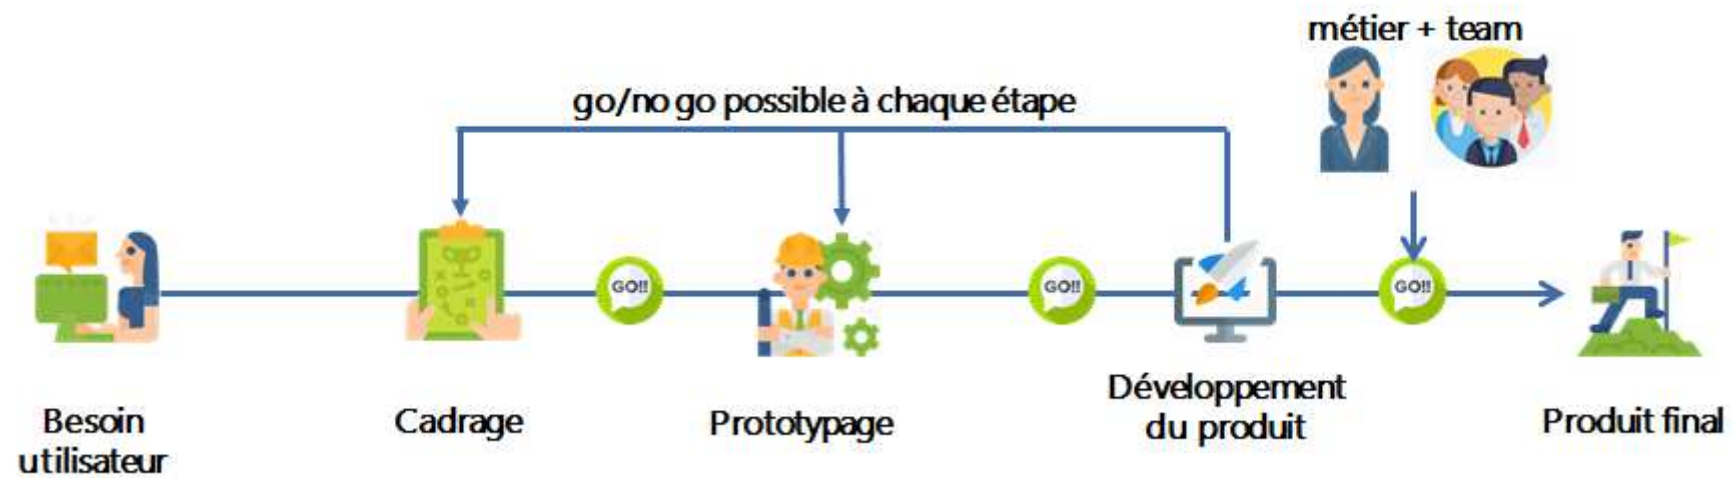 métier + team
go/no go possible à chaque étape
GO!!
GO!!
GO!!
Besoin
utilisateur
Cadrage
Prototypage
Développement
du produit
Produit final